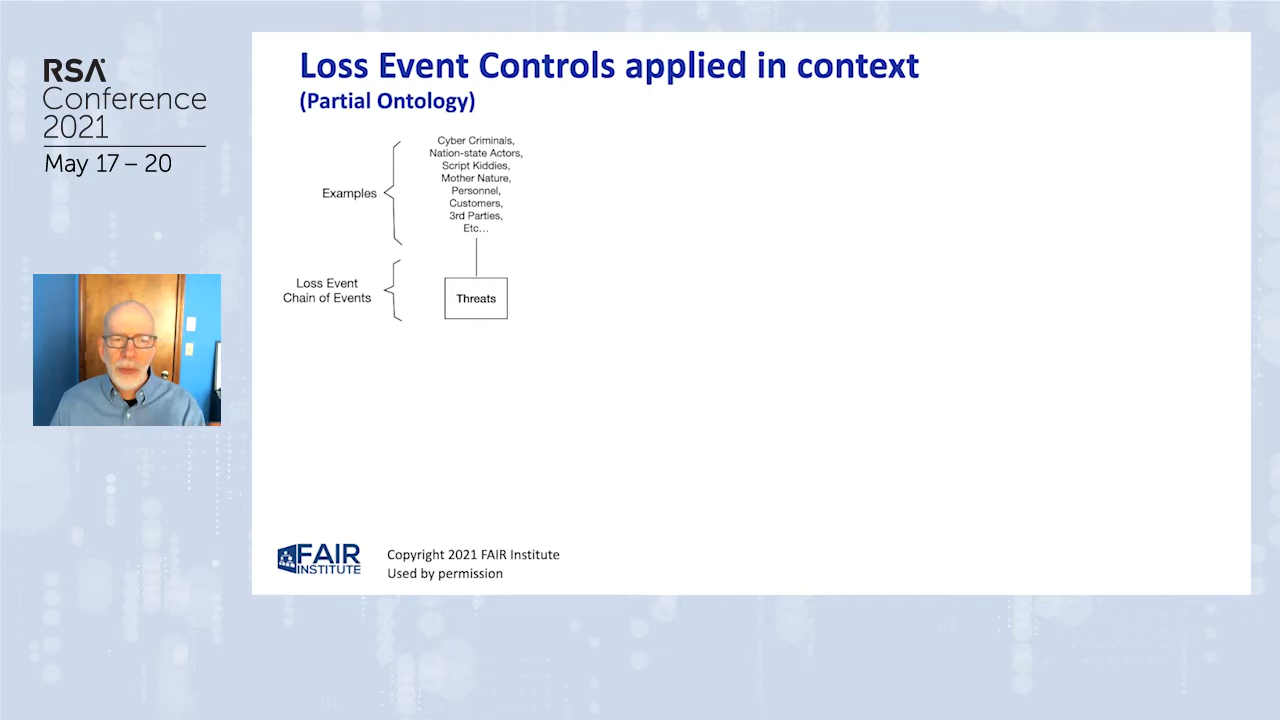 RSA
Conference
2021
May 17 – 20
Loss Event Controls applied in context
(Partial Ontology)
Examples
Cyber Criminals,
Nation-state Actors,
Script Kiddies,
Mother Nature,
Personnel,
Customers,
3rd Parties,
Etc...
Loss Event
Chain of Events
Threats
FAIR
INSTITUTE
Copyright 2021 FAIR Institute
Used by permission